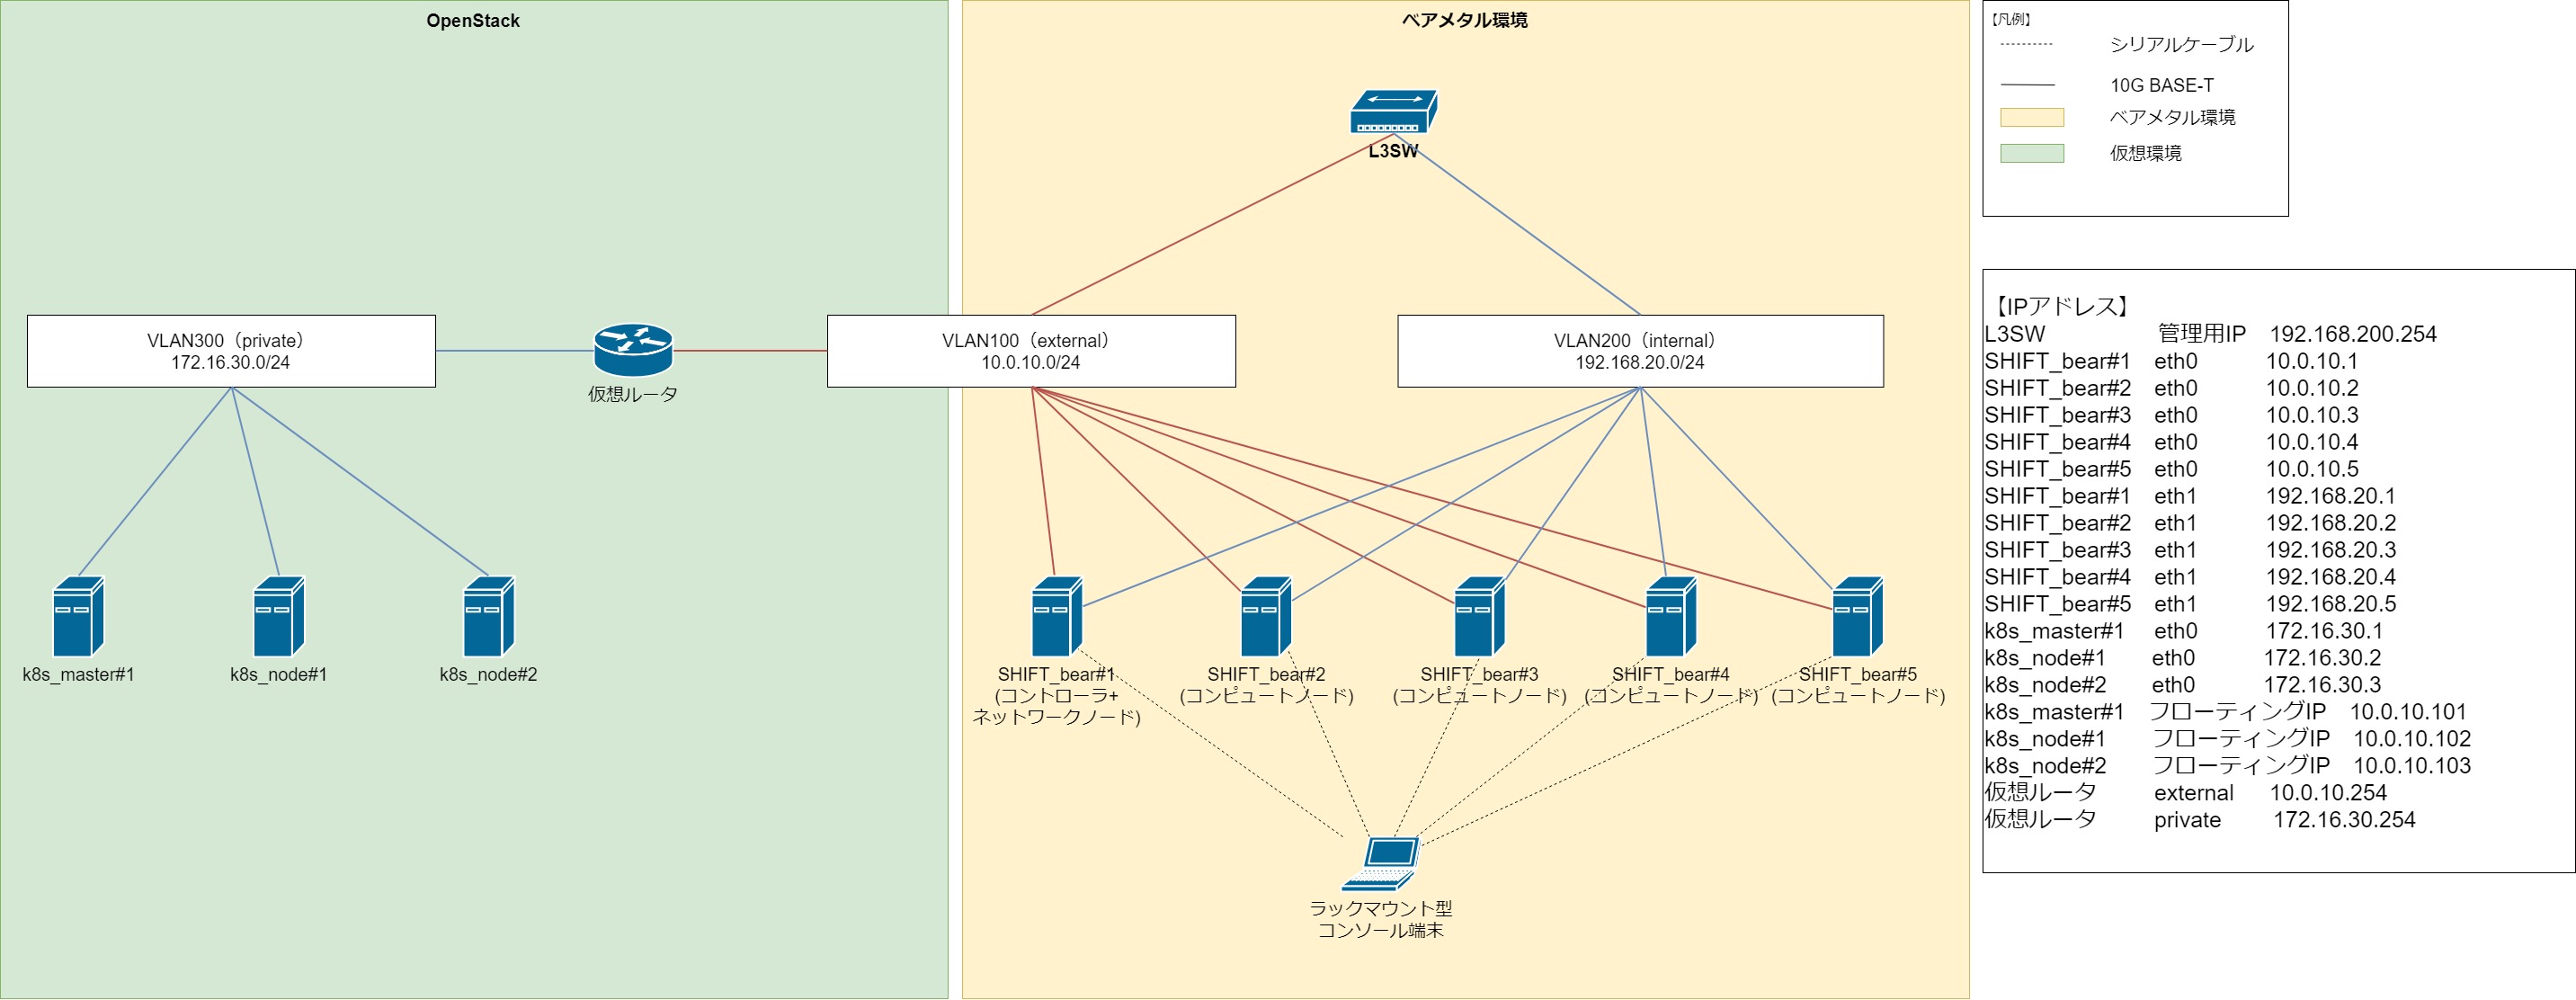 OpenStack
ベアメタル環境
L3SW
VLAN300（private）
172.16.30.0/24
仮想ルータ
VLAN100（external）
10.0.10.0/24
VLAN200（internal）
192.168.20.0/24
k8s_master#1
k8s_node#1
k8s_node#2
SHIFT_bear#1
(コントローラ+
ネットワークノード)
SHIFT_bear#2
(コンピュートノード)
SHIFT_bear#3
(コンピュートノード)
SHIFT_bear#4
(コンピュートノード)
SHIFT_bear#5
(コンピュートノード)
ラックマウント型
コンソール端末
【凡例】
シリアルケーブル
10G BASE-T
ベアメタル環境
仮想環境
【IPアドレス】
L3SW 管理用IP 192.168.200.254
SHIFT_bear#1 eth0 10.0.10.1
SHIFT_bear#2 eth0 10.0.10.2
SHIFT_bear#3 eth0 10.0.10.3
SHIFT_bear#4 eth0 10.0.10.4
SHIFT_bear#5 eth0 10.0.10.5
SHIFT_bear#1 eth1 192.168.20.1
SHIFT_bear#2 eth1 192.168.20.2
SHIFT_bear#3 eth1 192.168.20.3
SHIFT_bear#4 eth1 192.168.20.4
SHIFT_bear#5 eth1 192.168.20.5
k8s_master#1 eth0 172.16.30.1
k8s_node#1 eth0 172.16.30.2
k8s_node#2 eth0 172.16.30.3
k8s_master#1 フローティングIP 10.0.10.101
k8s_node#1 フローティングIP 10.0.10.102
k8s_node#2 フローティングIP 10.0.10.103
仮想ルータ external 10.0.10.254
仮想ルータ private 172.16.30.254